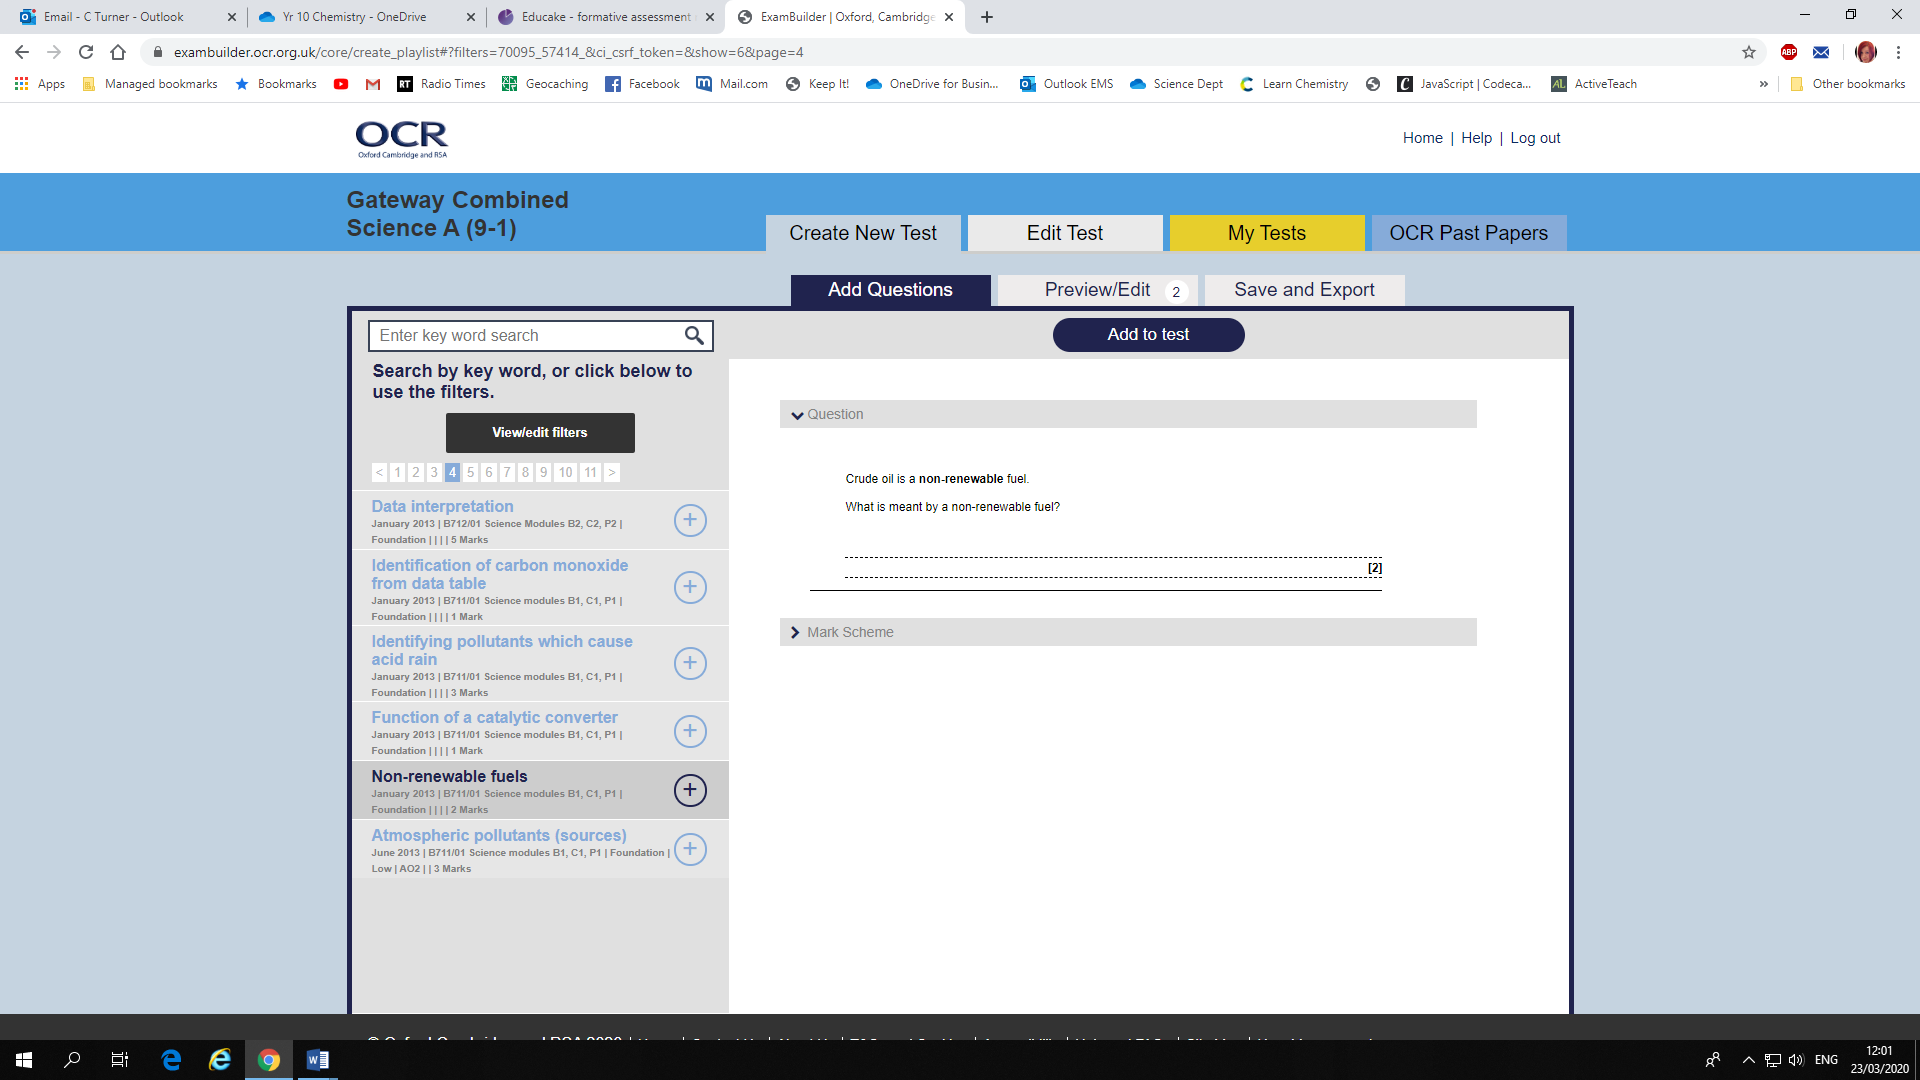 Email - C Turner - Outlook
Yr 10 Chemistry - OneDrive
Educake - formative assessment
ExamBuilder | Oxford, Cambridge
exambuilder.ocr.org.uk/core/create_playlist#?filters=70095_57414_&ci_csrf_token=&show=6&page=4
ABP
Apps
Managed bookmarks
Bookmarks
RT Radio Times
Geocaching
Facebook
Mail.com
Keep It!
OneDrive for Busin...
Outlook EMS
Science Dept
Learn Chemistry
JavaScript | Codeca...
AL ActiveTeach
»
Other bookmarks
OCR
Oxford Cambridge and RSA
Home | Help | Log out
Gateway Combined
Science A (9-1)
Create New Test
Edit Test
My Tests
OCR Past Papers
Add Questions
Preview/Edit 2
Save and Export
Enter key word search
Add to test
Search by key word, or click below to
use the filters.
View/edit filters
< 1 2 3 4 5 6 7 8 9 10 11 >
Data interpretation
January 2013 | B712/01 Science Modules B2, C2, P2 |
Foundation | | | | 5 Marks
Identification of carbon monoxide
from data table
January 2013 | B711/01 Science modules B1, C1, P1 |
Foundation | | | | 1 Mark
Identifying pollutants which cause
acid rain
January 2013 | B711/01 Science modules B1, C1, P1 |
Foundation | | | | 3 Marks
Function of a catalytic converter
January 2013 | B711/01 Science modules B1, C1, P1 |
Foundation | | | | 1 Mark
Non-renewable fuels
January 2013 | B711/01 Science modules B1, C1, P1 |
Foundation | | | | 2 Marks
Atmospheric pollutants (sources)
June 2013 | B711/01 Science modules B1, C1, P1 | Foundation |
Low | AO2 | | 3 Marks
Question
Crude oil is a non-renewable fuel.
What is meant by a non-renewable fuel?
[2]
Mark Scheme
ENG
12:01
23/03/2020